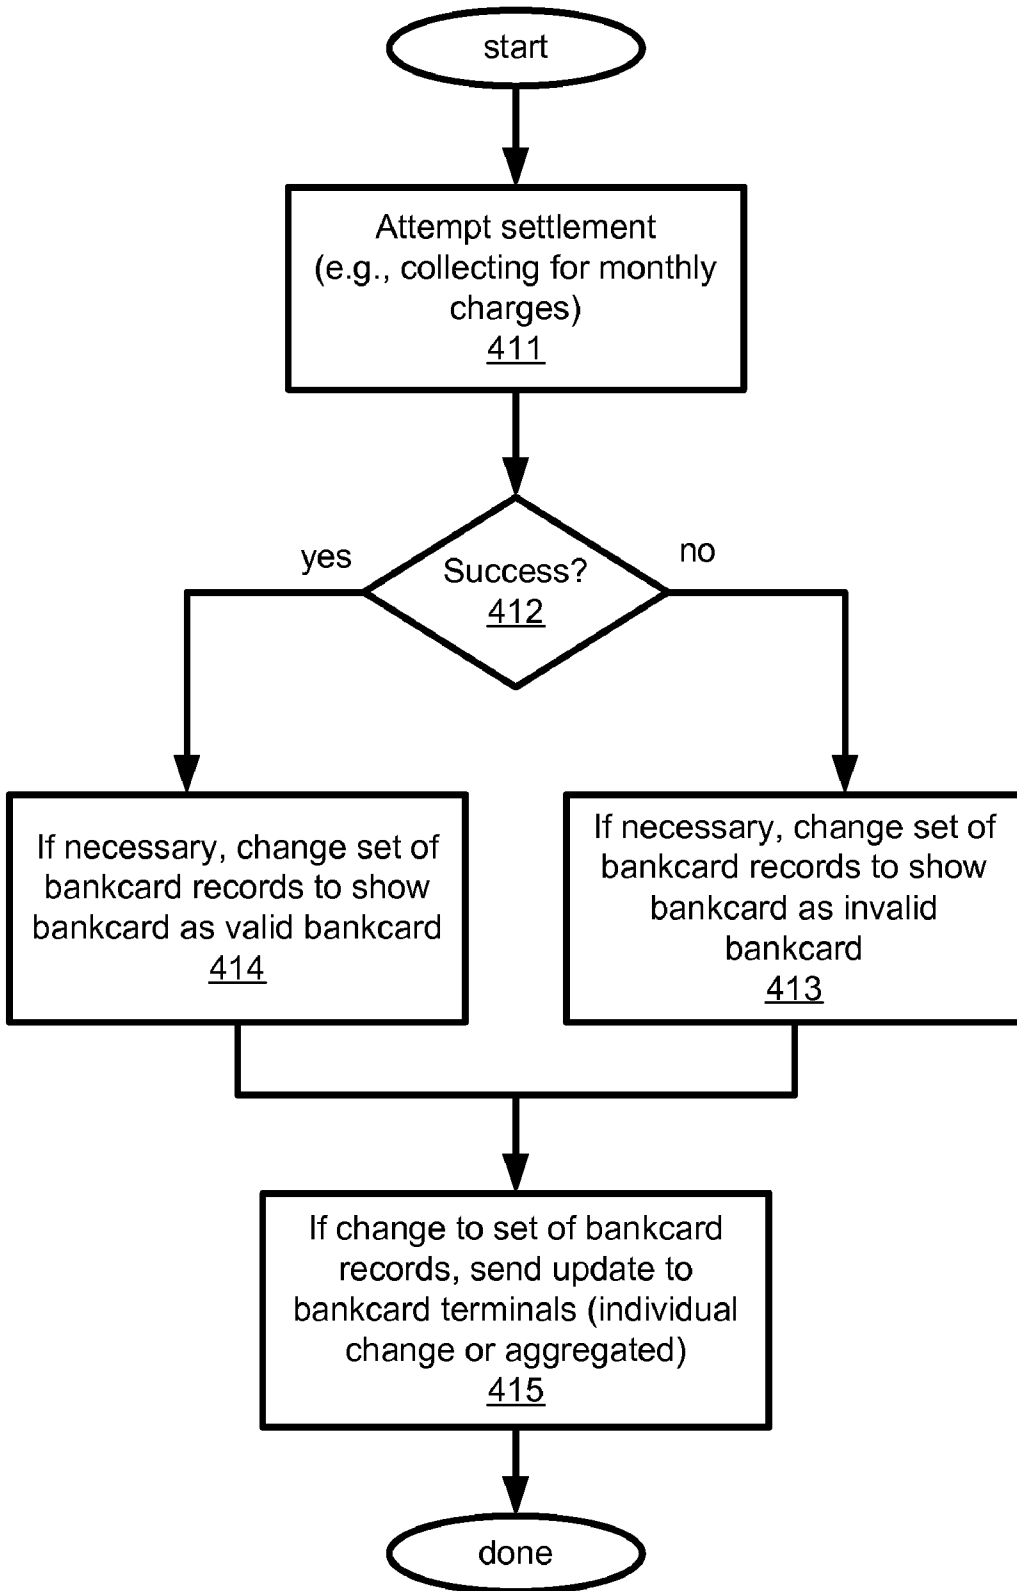 start
Attempt settlement
(e.g., collecting for monthly
charges)
411
yes
Success?
412
no
If necessary, change set of
bankcard records to show
bankcard as valid bankcard
414
If necessary, change set of
bankcard records to show
bankcard as invalid
bankcard
413
If change to set of bankcard
records, send update to
bankcard terminals (individual
change or aggregated)
415
done